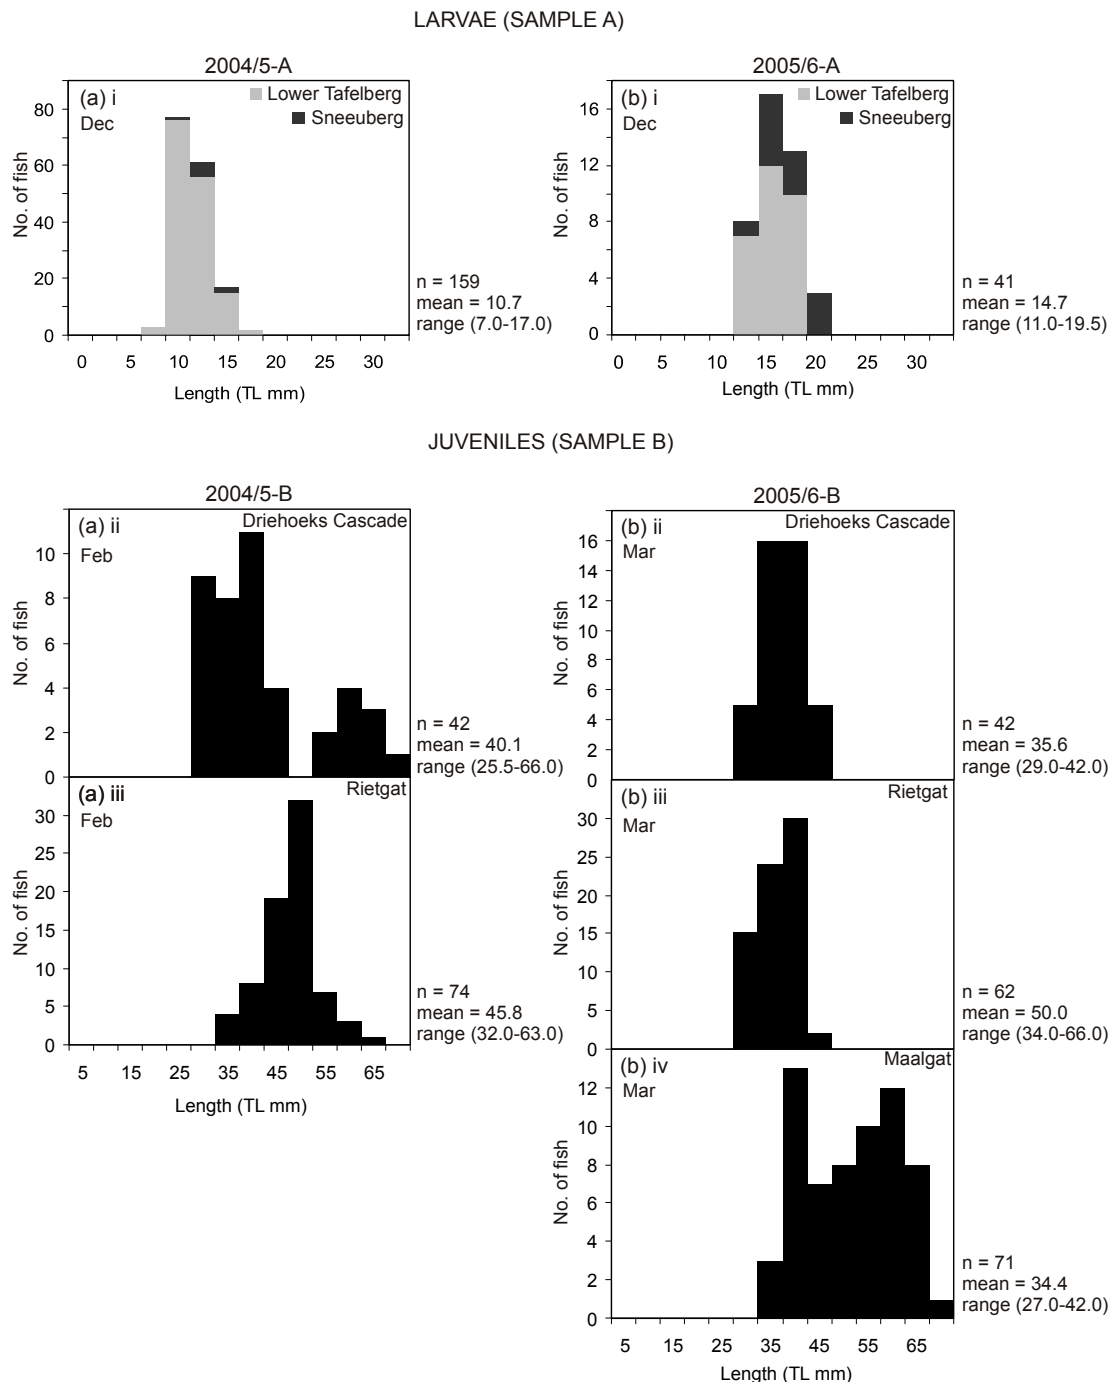 LARVAE (SAMPLE A)
2004/5-A
(a) i
Dec
Lower Tafelberg
Sneeuberg
80
60
40
20
0
No. of fish
n = 159
mean = 10.7
range (7.0-17.0)
0 5 10 15 20 25 30
Length (TL mm)
2005/6-A
(b) i
Dec
Lower Tafelberg
Sneeuberg
16
12
8
4
0
No. of fish
n = 41
mean = 14.7
range (11.0-19.5)
0 5 10 15 20 25 30
Length (TL mm)
JUVENILES (SAMPLE B)
2004/5-B
(a) ii
Driehoeks Cascade
Feb
10
8
6
4
2
0
No. of fish
n = 42
mean = 40.1
range (25.5-66.0)
(a) iii
Rietgat
Feb
30
25
20
15
10
5
0
No. of fish
n = 74
mean = 45.8
range (32.0-63.0)
5 15 25 35 45 55 65
Length (TL mm)
2005/6-B
(b) ii
Driehoeks Cascade
Mar
16
14
12
10
8
6
4
2
0
No. of fish
n = 42
mean = 35.6
range (29.0-42.0)
(b) iii
Rietgat
Mar
30
25
20
15
10
5
0
No. of fish
n = 62
mean = 50.0
range (34.0-66.0)
(b) iv
Maalgat
Mar
12
10
8
6
4
2
0
No. of fish
n = 71
mean = 34.4
range (27.0-42.0)
5 15 25 35 45 55 65
Length (TL mm)